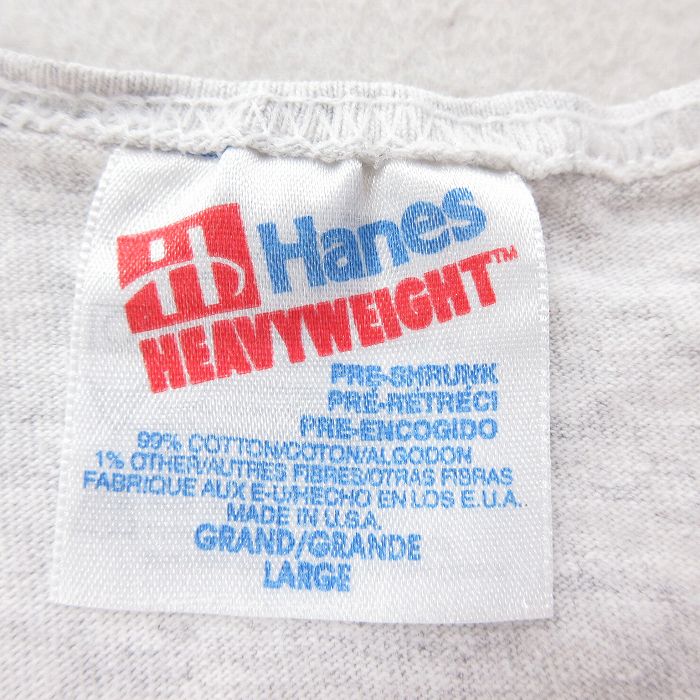 Hanes
HEAVYWEIGHT™
PRE-SHRUNK
PRÉ-RÉTRÉCI
PRE-ENCOGIDO
99% COTTON/COTON/ALGODON
1% OTHER/AUTRES FIBRES/OTRAS FIBRAS
FABRIQUE AUX E-U/HECHO EN LOS E.U.A.
MADE IN U.S.A.
GRAND/GRANDE
LARGE